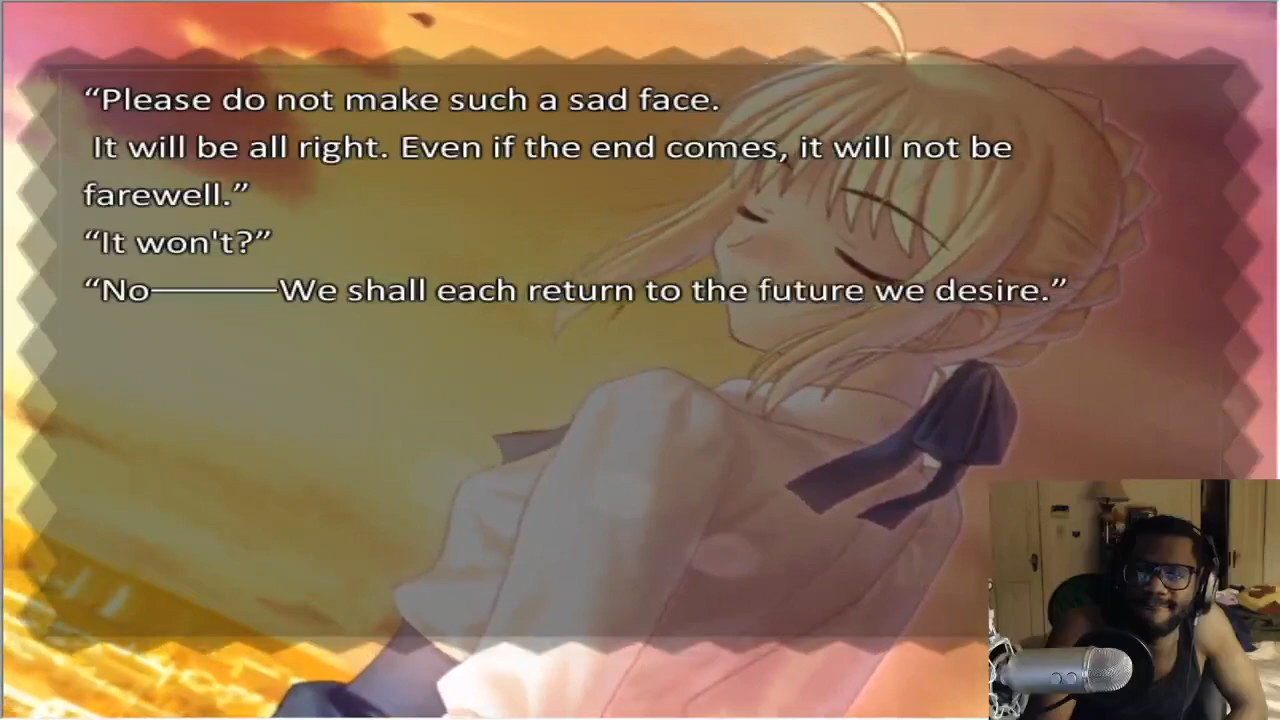 “Please do not make such a sad face.
It will be all right. Even if the end comes, it will not be
farewell.”
“It won't?”
“No―――――We shall each return to the future we desire.”